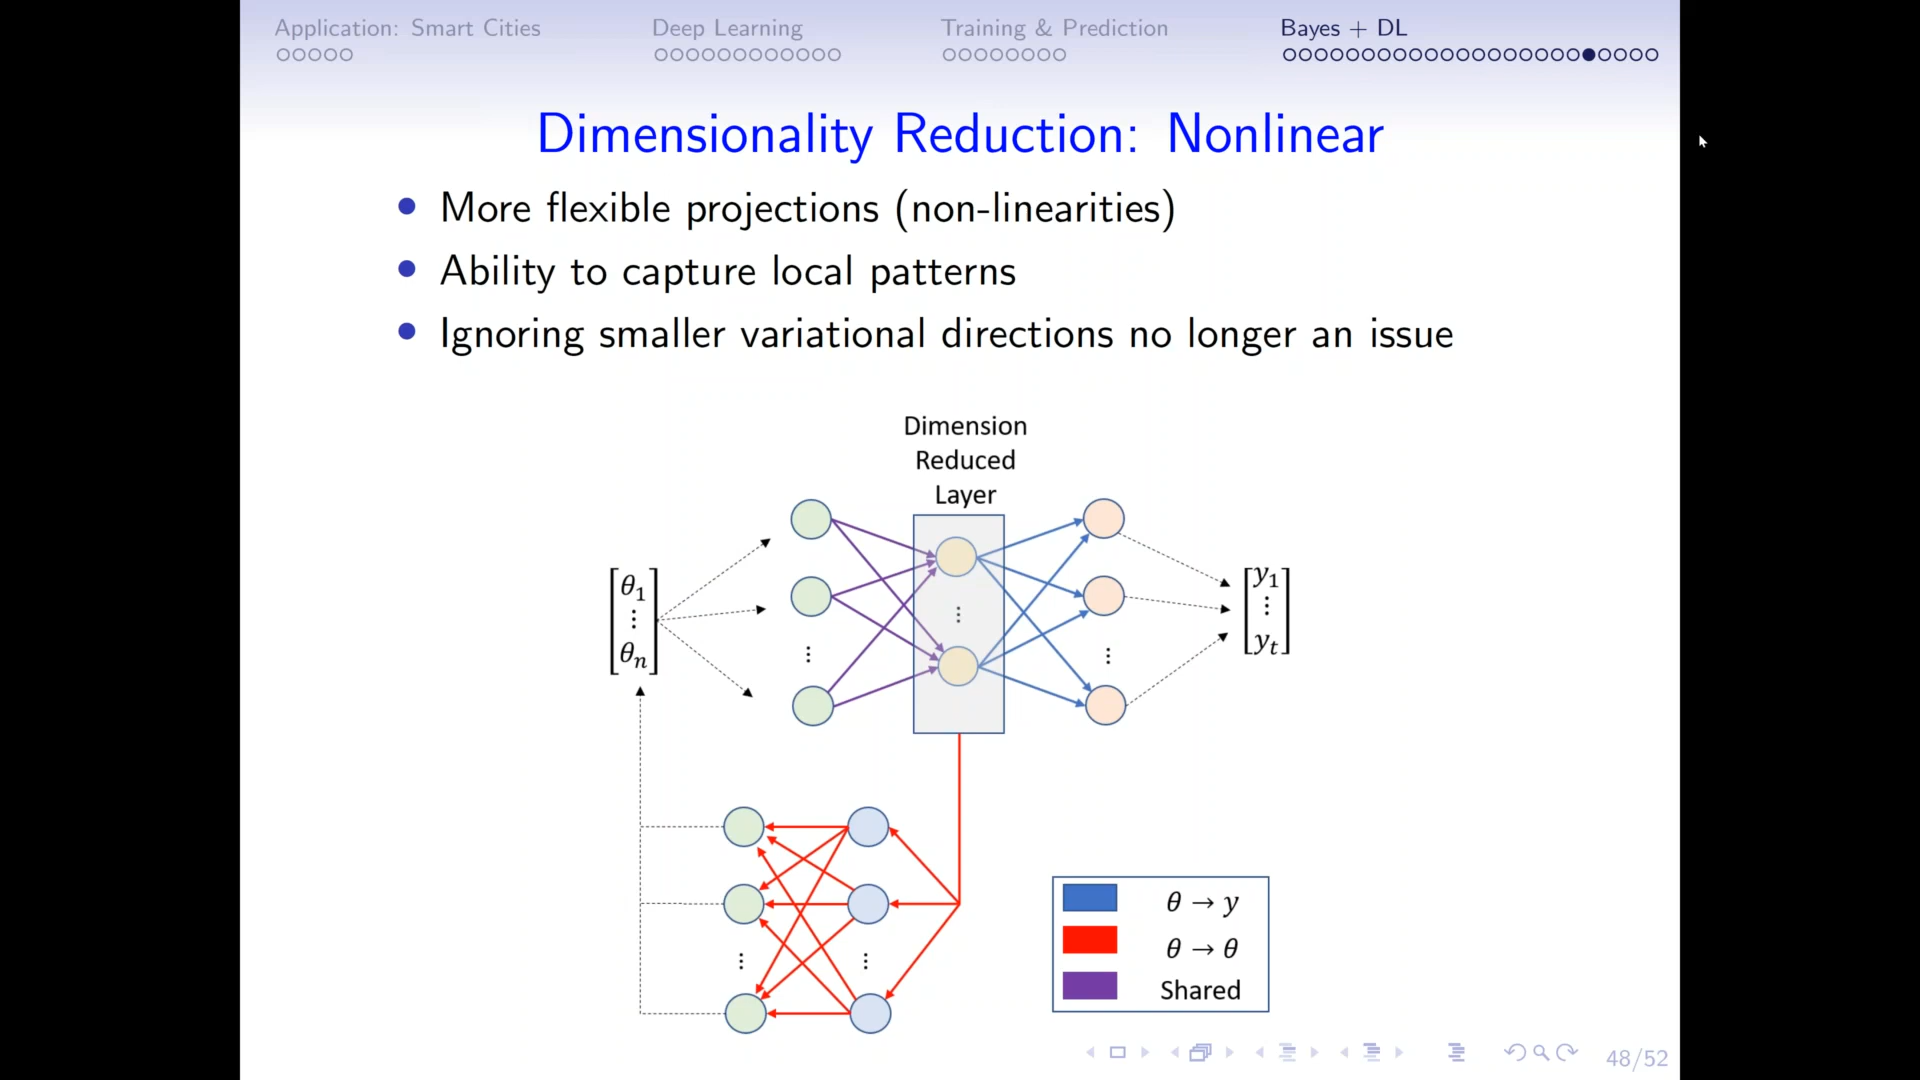 Application: Smart Cities
Deep Learning
Training & Prediction
Bayes + DL
Dimensionality Reduction: Nonlinear
• More flexible projections (non-linearities)
• Ability to capture local patterns
• Ignoring smaller variational directions no longer an issue
Dimension
Reduced
Layer
θ₁
⋮
θₙ
⋮
⋮
⋮
y₁
⋮
yₜ
⋮
⋮
θ → y
θ → θ
Shared
48/52